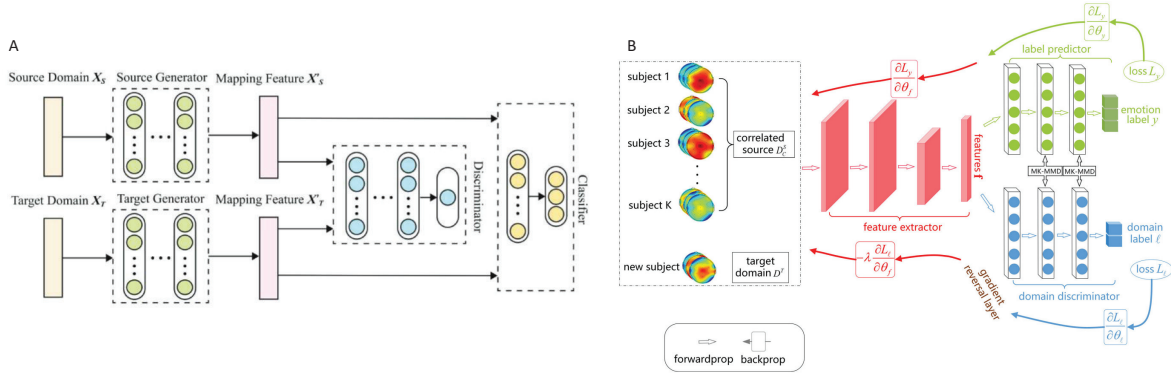 A
Source Domain X_S
Source Generator
Mapping Feature X'_S
Target Domain X_T
Target Generator
Mapping Feature X'_T
Discriminator
Classifier
B
subject 1
subject 2
subject 3
subject K
new subject
correlated
source D_C^S
target
domain D^T
∂L_y
∂θ_f
feature extractor
features f
-λ ∂L_ℓ
∂θ_f
gradient
reversal layer
label predictor
∂L_y
∂θ_y
loss L_y
emotion
label y
MK-MMD
MK-MMD
domain
label ℓ
domain discriminator
loss L_ℓ
∂L_ℓ
∂θ_ℓ
forwardprop
backprop